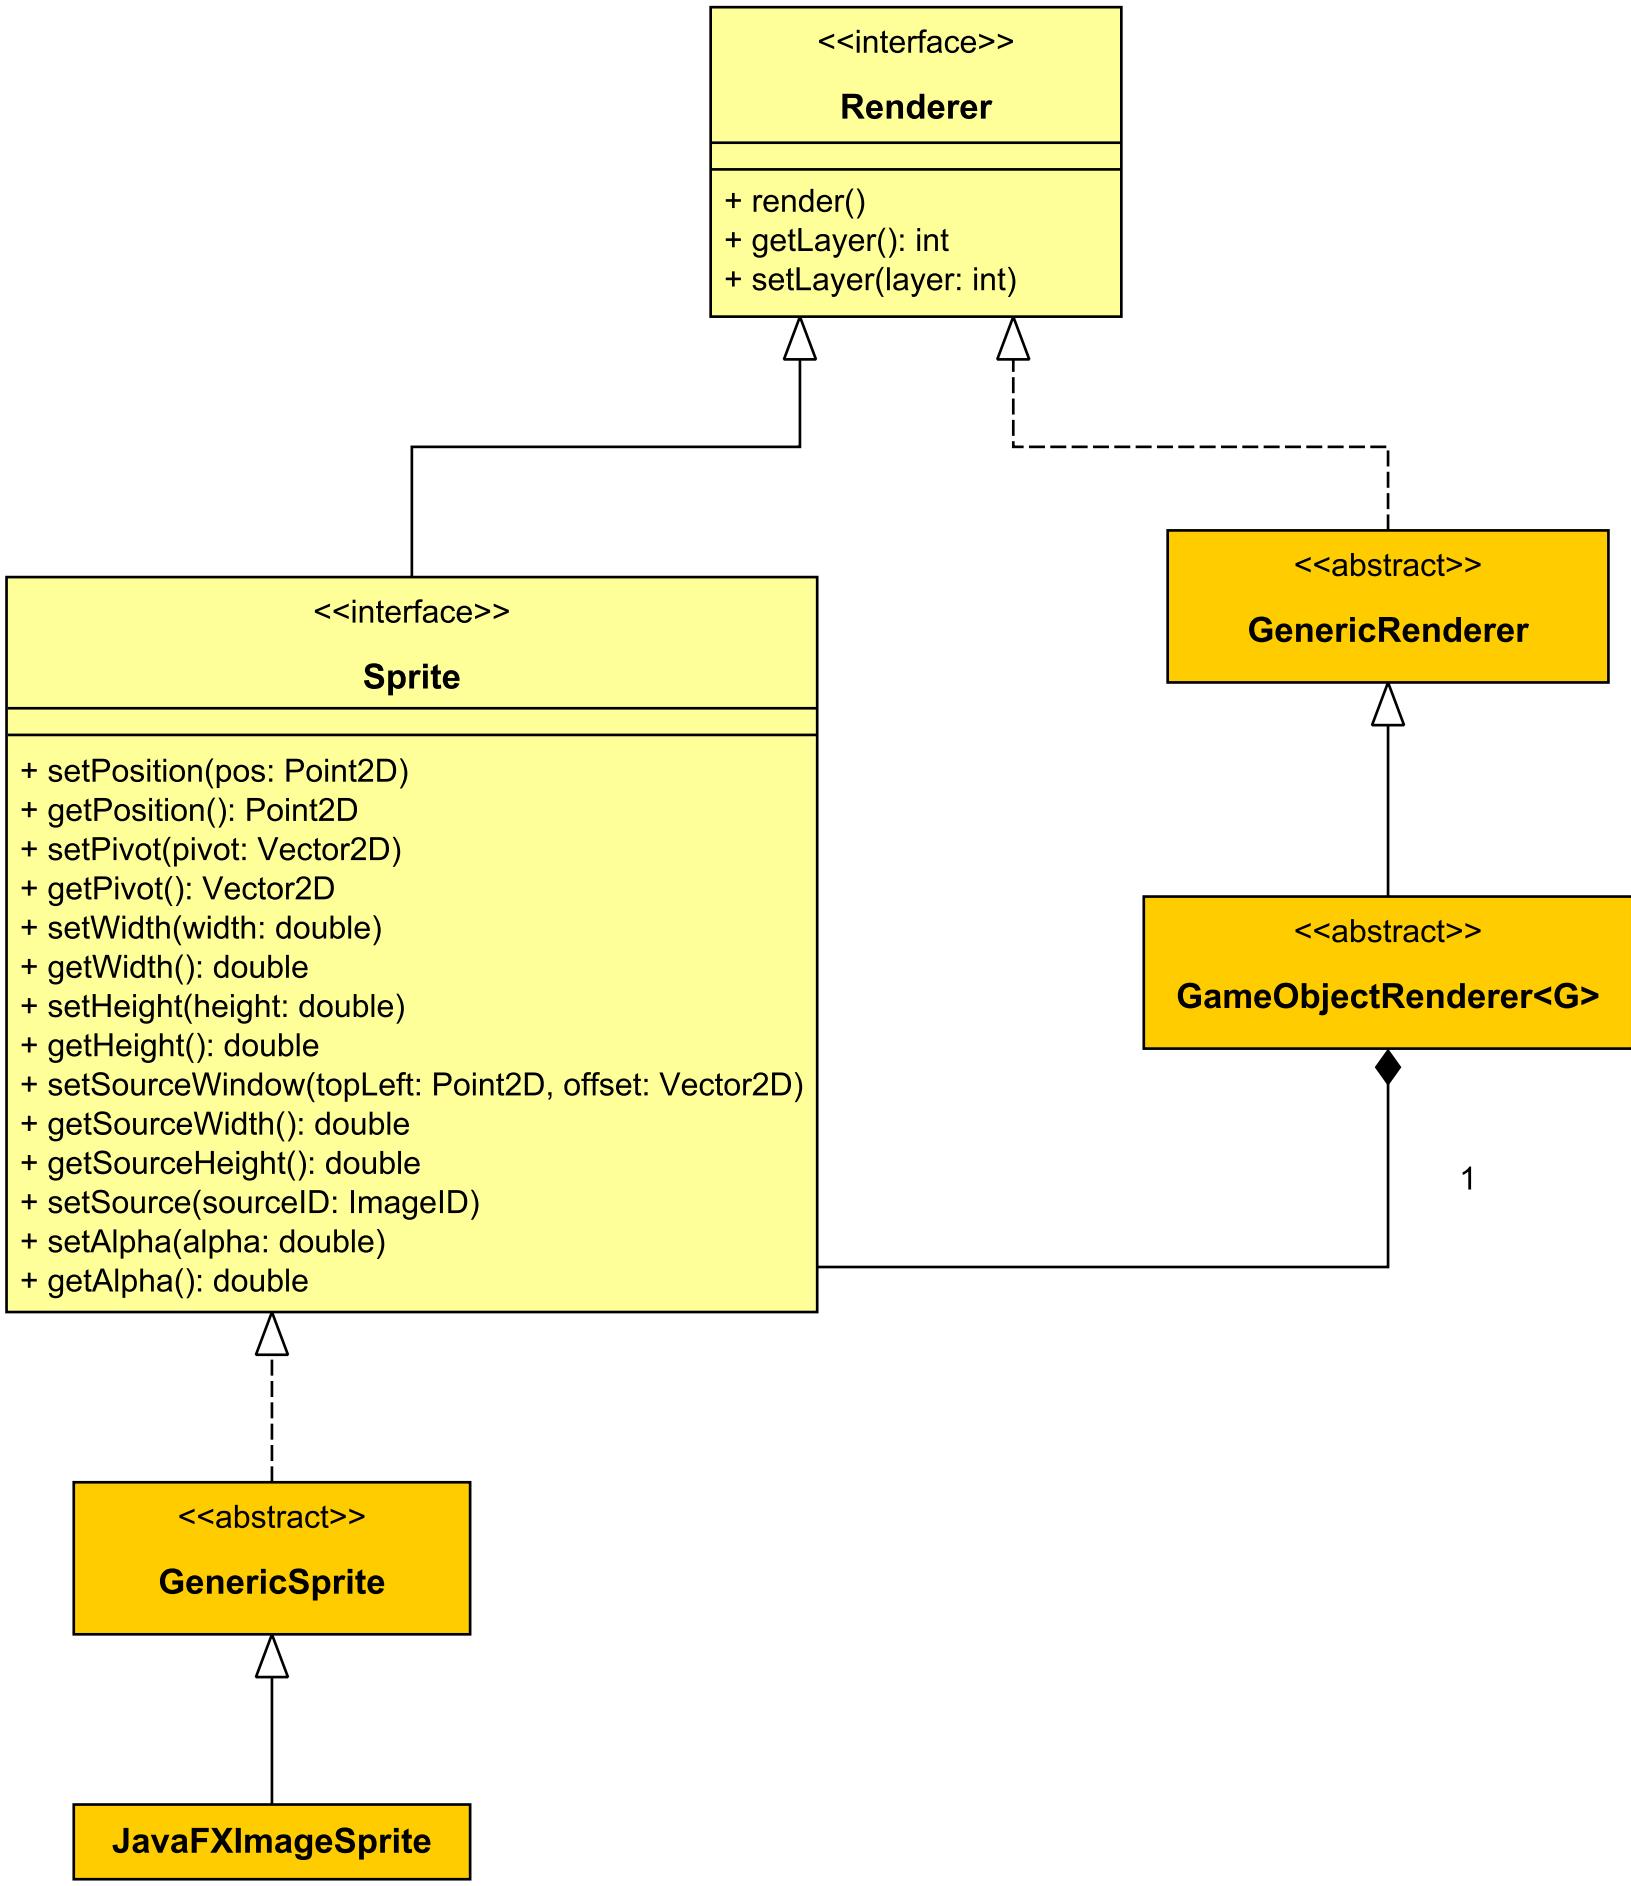 <<interface>>
Renderer
+ render()
+ getLayer(): int
+ setLayer(layer: int)
<<abstract>>
GenericRenderer
<<interface>>
Sprite
+ setPosition(pos: Point2D)
+ getPosition(): Point2D
+ setPivot(pivot: Vector2D)
+ getPivot(): Vector2D
+ setWidth(width: double)
+ getWidth(): double
+ setHeight(height: double)
+ getHeight(): double
+ setSourceWindow(topLeft: Point2D, offset: Vector2D)
+ getSourceWidth(): double
+ getSourceHeight(): double
+ setSource(sourceID: ImageID)
+ setAlpha(alpha: double)
+ getAlpha(): double
<<abstract>>
GameObjectRenderer<G>
1
<<abstract>>
GenericSprite
JavaFXImageSprite